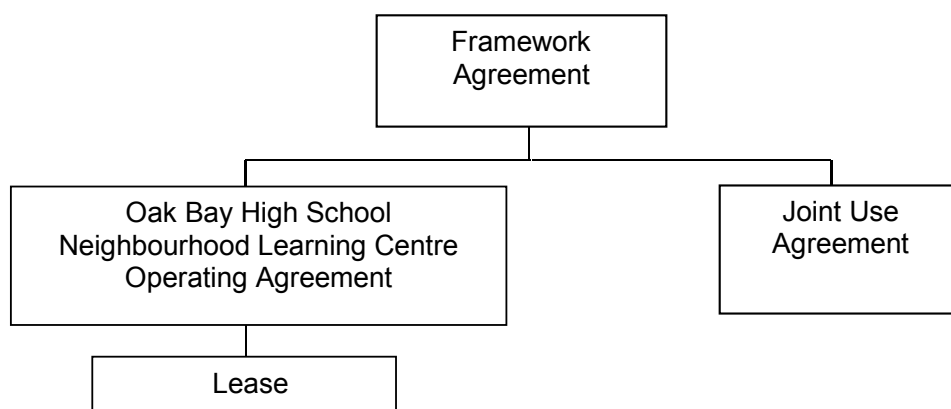 Framework
Agreement
Oak Bay High School
Neighbourhood Learning Centre
Operating Agreement
Joint Use
Agreement
Lease